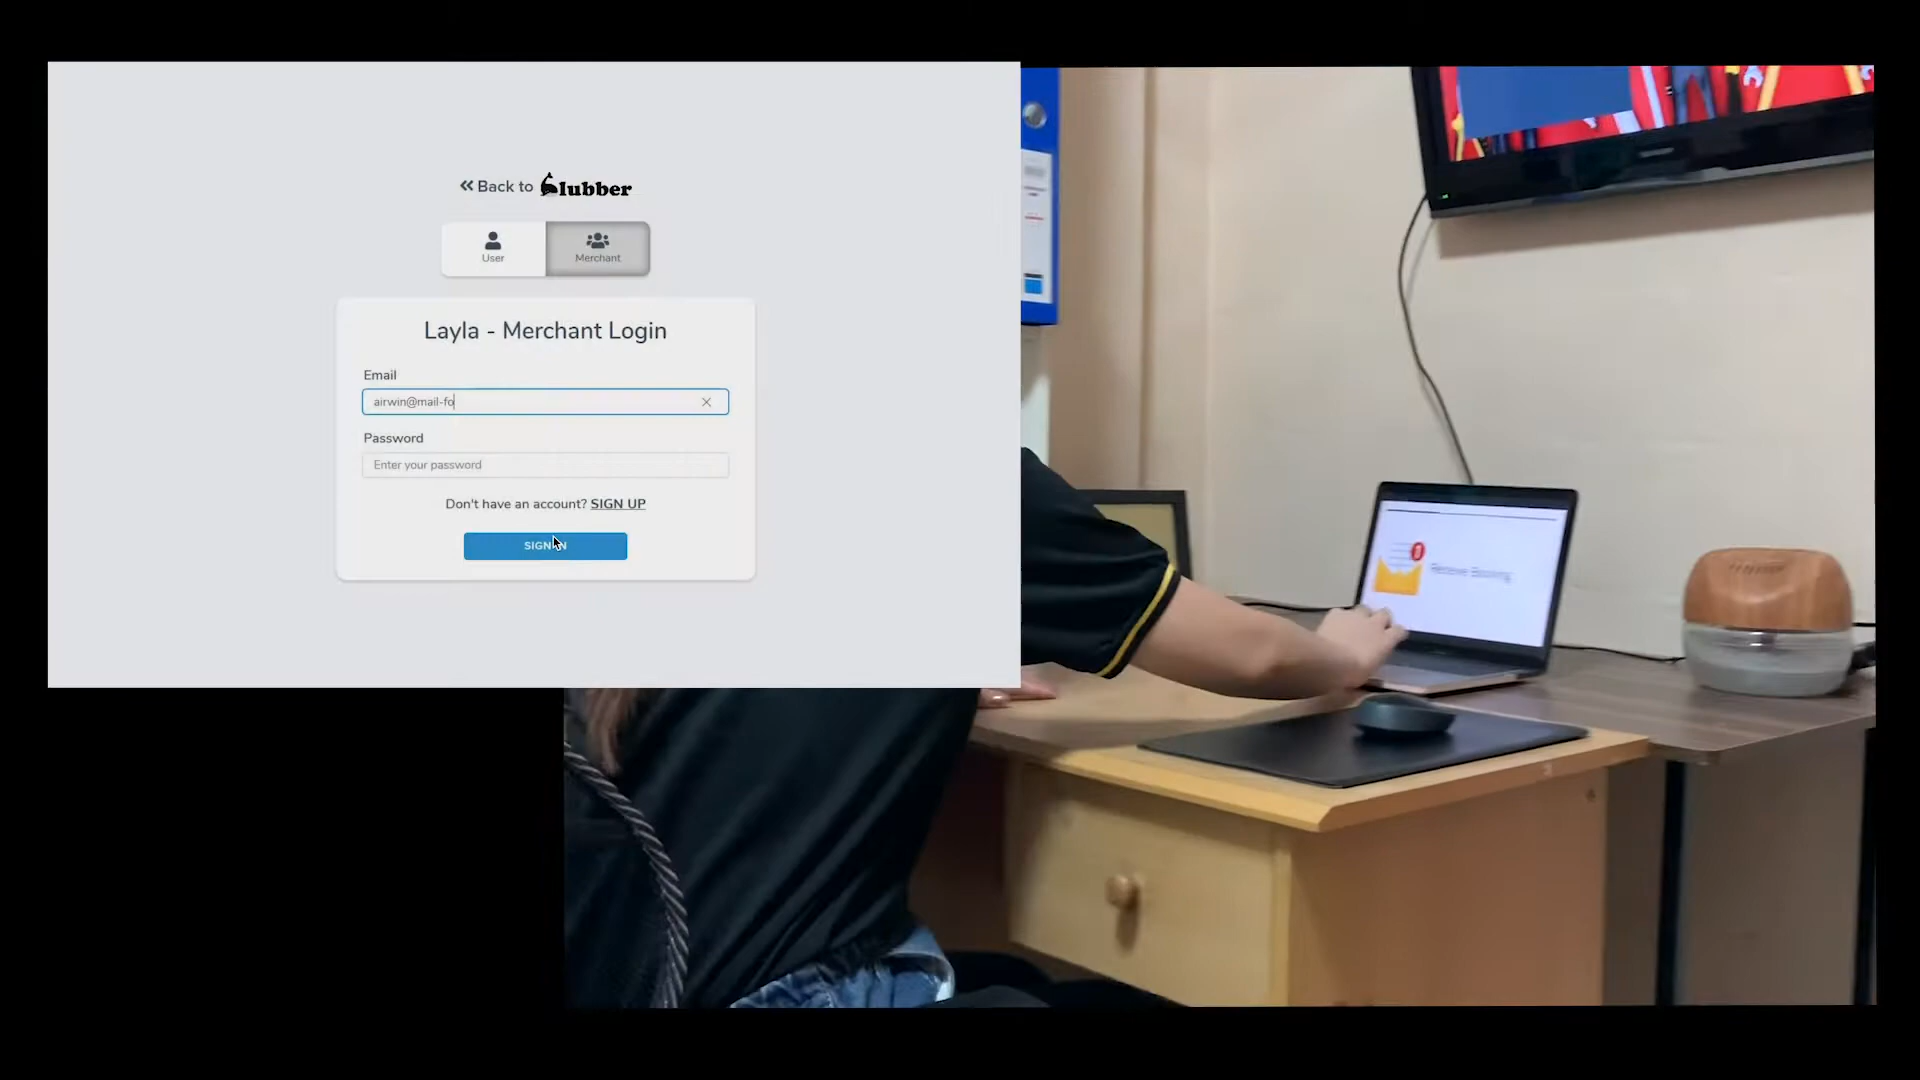 Back to Clubber
User
Merchant
Layla - Merchant Login
Email
airwin@mail-fo
Password
Enter your password
Don't have an account? SIGN UP
SIGN IN